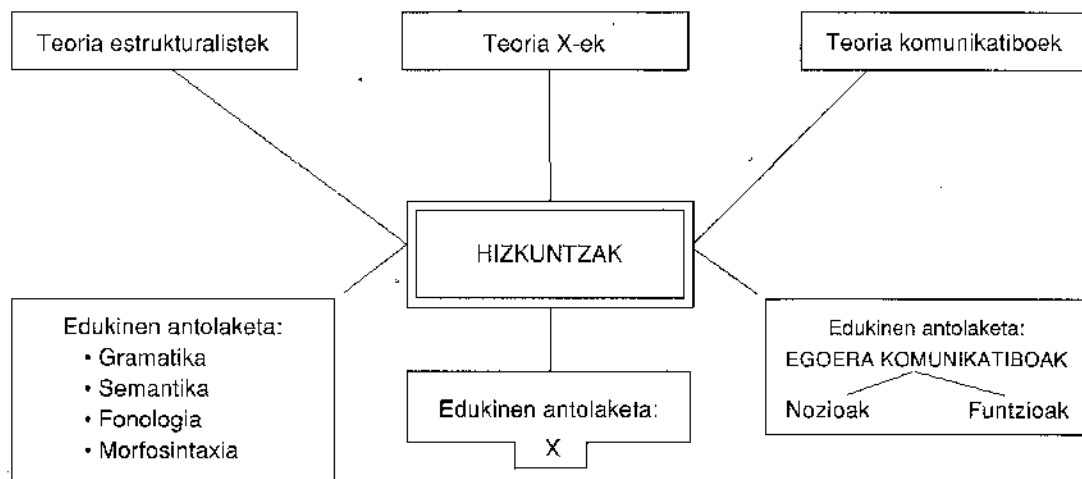 Teoria estrukturalistek
Teoria X-ek
Teoria komunikatiboek
HIZKUNTZAK
Edukinen antolaketa:
• Gramatika
• Semantika
• Fonologia
• Morfosintaxia
Edukinen antolaketa:
X
Edukinen antolaketa:
EGOERA KOMUNIKATIBOAK
Nozioak Funtzioak